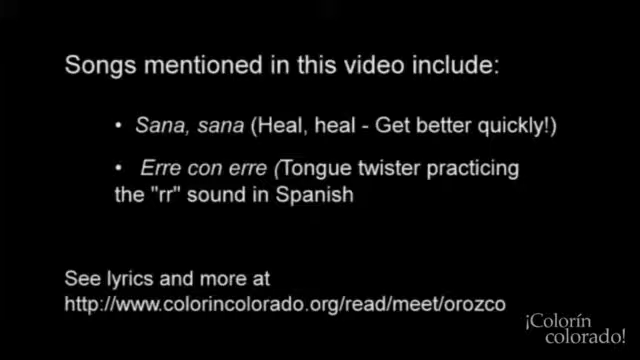 Songs mentioned in this video include:
• Sana, sana (Heal, heal - Get better quickly!)
• Erre con erre (Tongue twister practicing
the "rr" sound in Spanish
See lyrics and more at
http://www.colorincolorado.org/read/meet/orozco
¡Colorín
colorado!